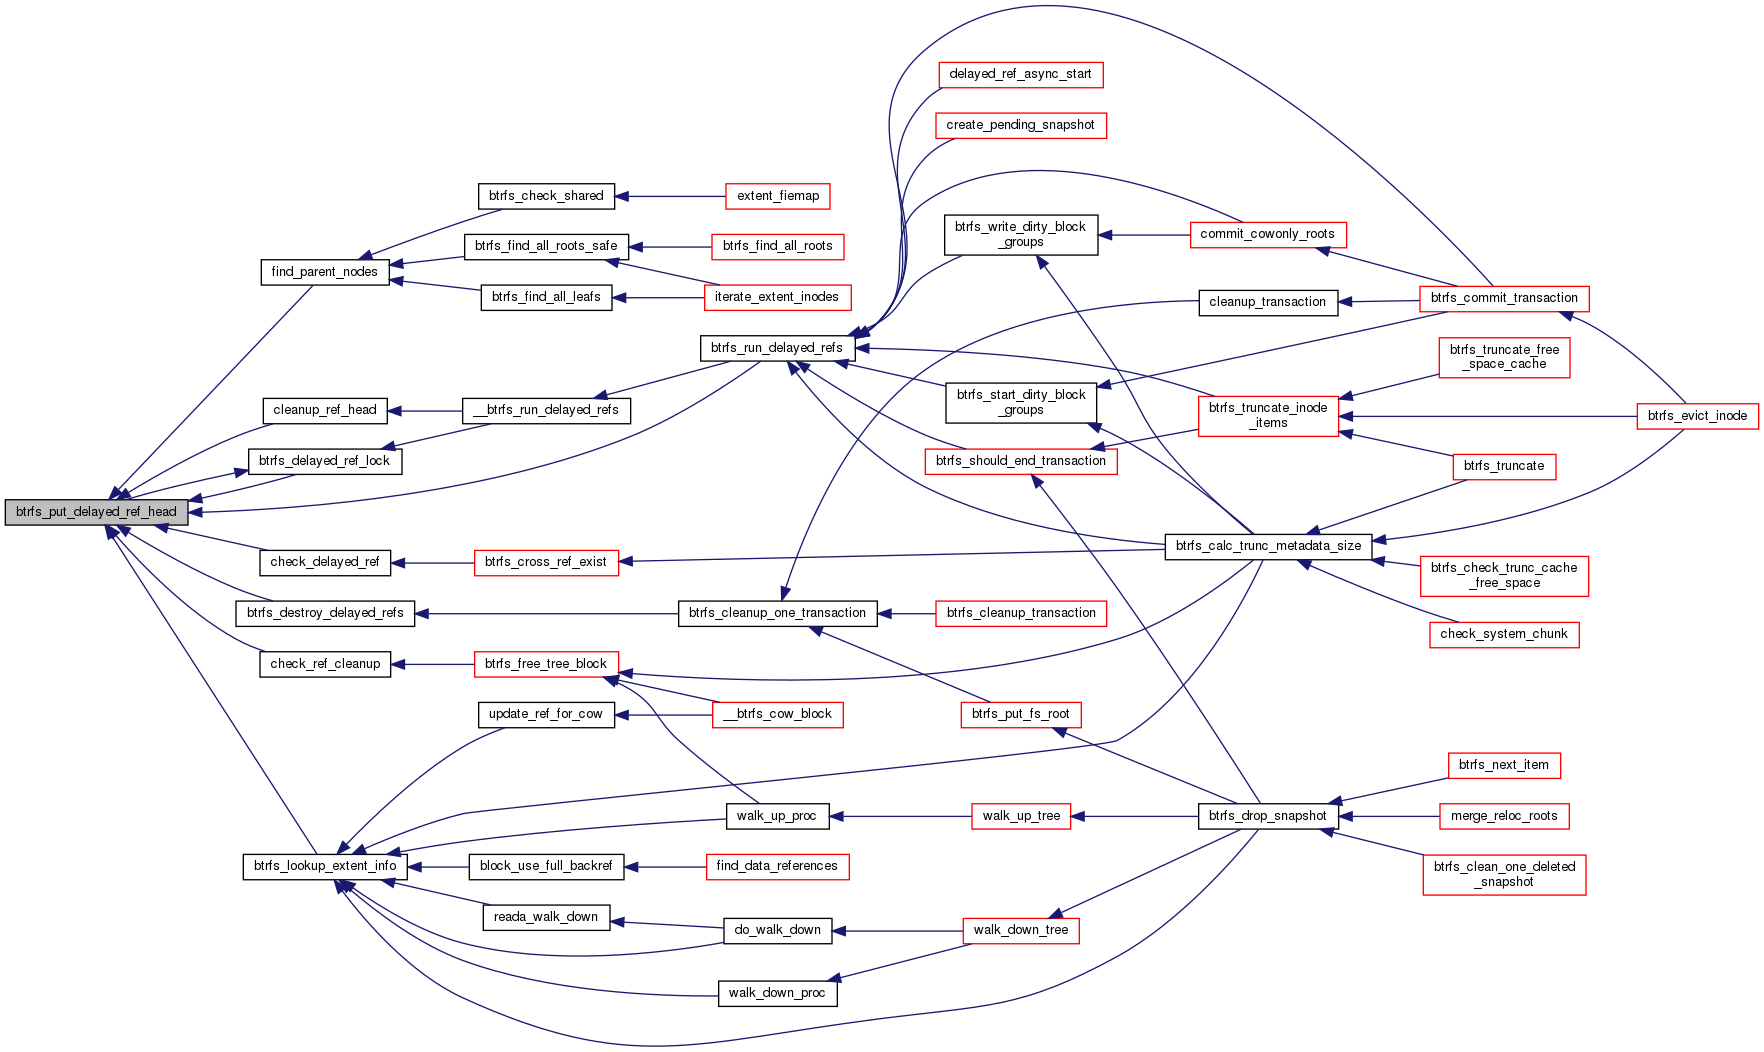 delayed_ref_async_start
create_pending_snapshot
btrfs_check_shared
extent_fiemap
btrfs_write_dirty_block
_groups
commit_cowonly_roots
btrfs_find_all_roots_safe
btrfs_find_all_roots
find_parent_nodes
btrfs_find_all_leafs
iterate_extent_inodes
cleanup_transaction
btrfs_commit_transaction
btrfs_run_delayed_refs
btrfs_truncate_free
_space_cache
btrfs_start_dirty_block
_groups
cleanup_ref_head
__btrfs_run_delayed_refs
btrfs_truncate_inode
_items
btrfs_evict_inode
btrfs_delayed_ref_lock
btrfs_should_end_transaction
btrfs_truncate
btrfs_put_delayed_ref_head
btrfs_calc_trunc_metadata_size
check_delayed_ref
btrfs_cross_ref_exist
btrfs_check_trunc_cache
_free_space
btrfs_destroy_delayed_refs
btrfs_cleanup_one_transaction
btrfs_cleanup_transaction
check_system_chunk
check_ref_cleanup
btrfs_free_tree_block
update_ref_for_cow
__btrfs_cow_block
btrfs_put_fs_root
btrfs_next_item
walk_up_proc
walk_up_tree
btrfs_drop_snapshot
merge_reloc_roots
btrfs_lookup_extent_info
block_use_full_backref
find_data_references
btrfs_clean_one_deleted
_snapshot
reada_walk_down
do_walk_down
walk_down_tree
walk_down_proc